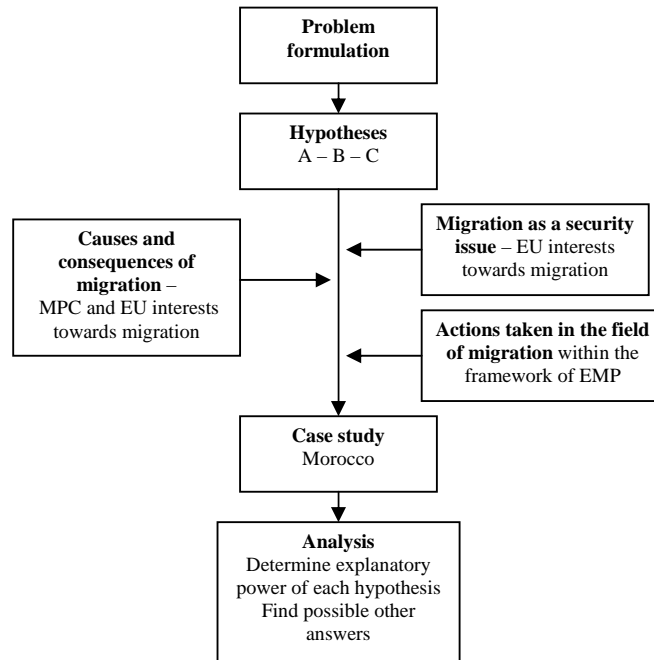 Problem
formulation
Hypotheses
A – B – C
Causes and
consequences of
migration –
MPC and EU interests
towards migration
Migration as a security
issue – EU interests
towards migration
Actions taken in the field
of migration within the
framework of EMP
Case study
Morocco
Analysis
Determine explanatory
power of each hypothesis
Find possible other
answers